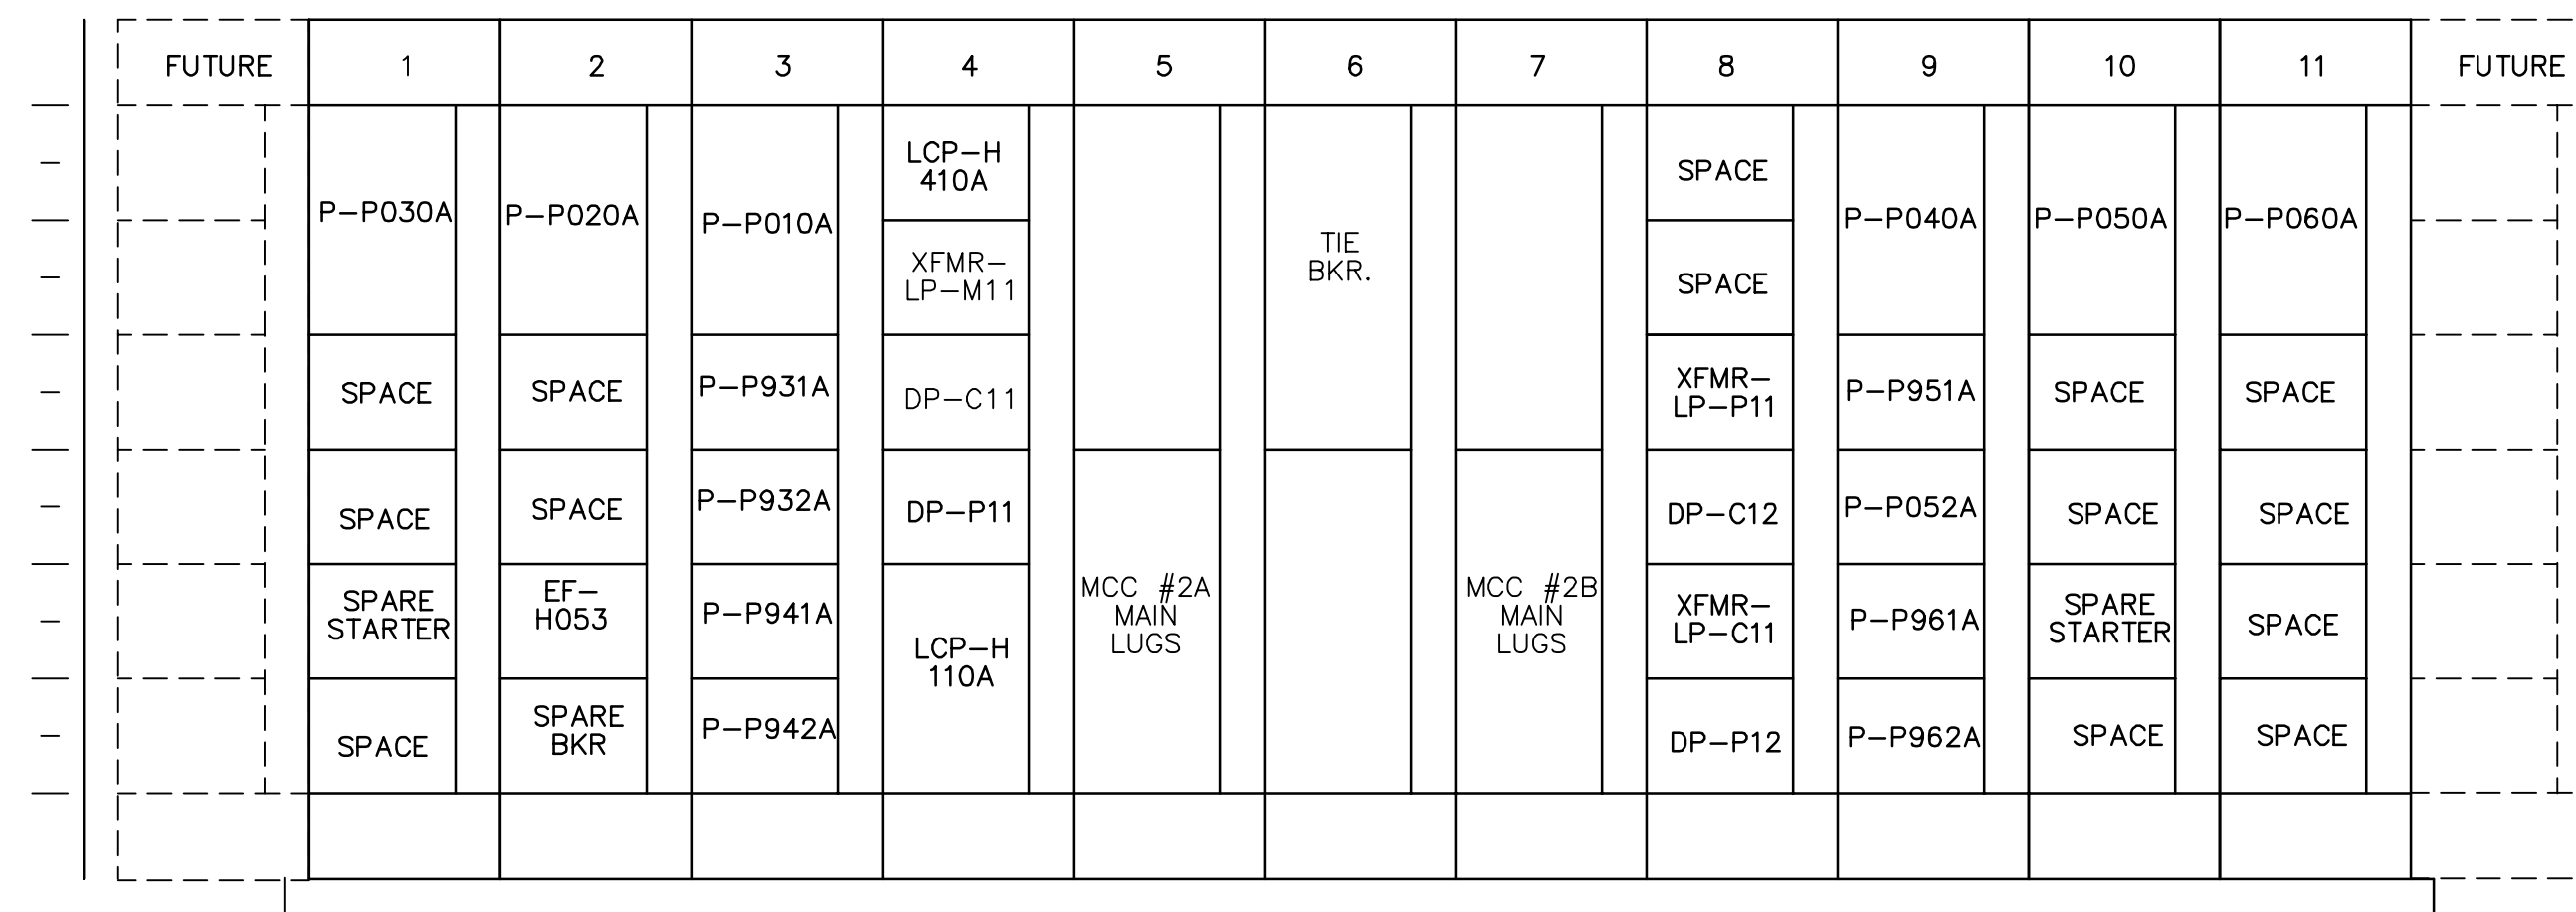 FUTURE 1 2 3 4 5 6 7 8 9 10 11 FUTURE
P-P030A
SPACE
SPACE
SPARE
STARTER
SPACE
P-P020A
SPACE
SPACE
EF-
H053
SPARE
BKR
P-P010A
P-P931A
P-P932A
P-P941A
P-P942A
LCP-H
410A
XFMR-
LP-M11
DP-C11
DP-P11
LCP-H
110A
MCC #2A
MAIN
LUGS
TIE
BKR.
MCC #2B
MAIN
LUGS
SPACE
SPACE
XFMR-
LP-P11
DP-C12
XFMR-
LP-C11
DP-P12
P-P040A
P-P951A
P-P052A
P-P961A
P-P962A
P-P050A
SPACE
SPACE
SPARE
STARTER
SPACE
P-P060A
SPACE
SPACE
SPACE
SPACE